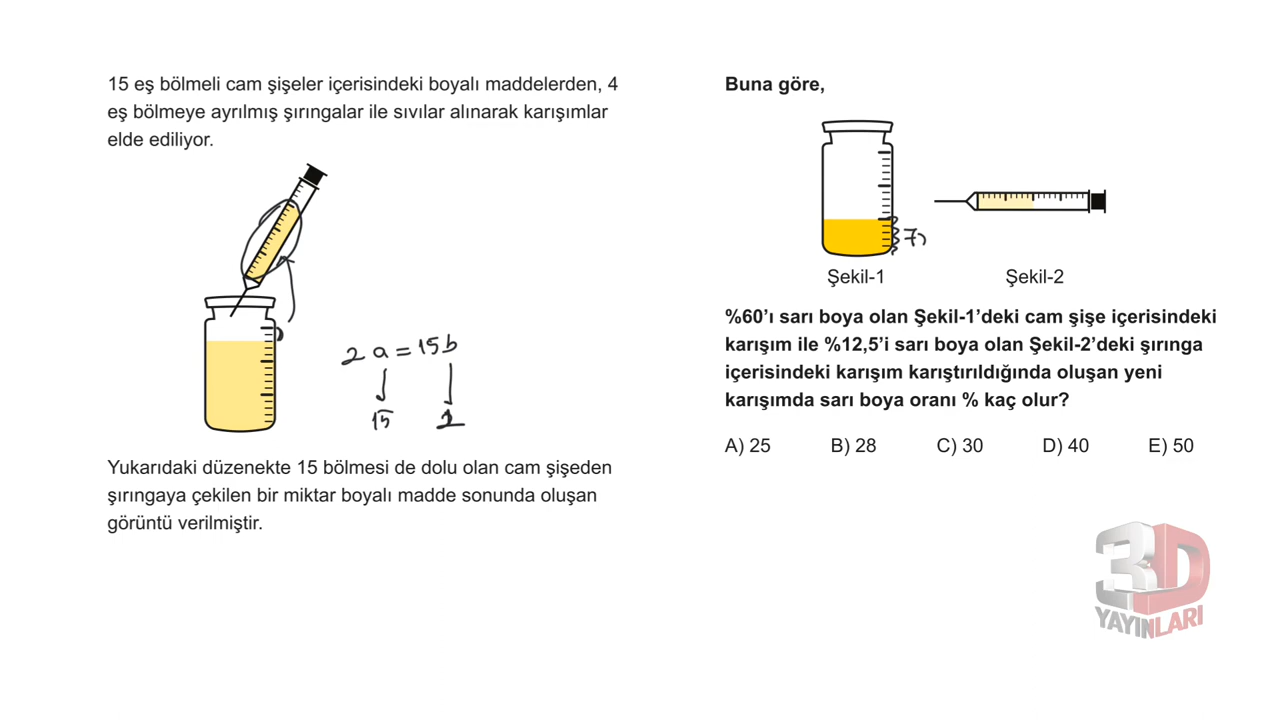 15 eş bölmeli cam şişeler içerisindeki boyalı maddelerden, 4
eş bölmeye ayrılmış şırıngalar ile sıvılar alınarak karışımlar
elde ediliyor.
2a=15b
15
Yukarıdaki düzenekte 15 bölmesi de dolu olan cam şişeden
şırıngaya çekilen bir miktar boyalı madde sonunda oluşan
görüntü verilmiştir.
Buna göre,
Şekil-1 Şekil-2
%60'ı sarı boya olan Şekil-1'deki cam şişe içerisindeki
karışım ile %12,5'i sarı boya olan Şekil-2'deki şırınga
içerisindeki karışım karıştırıldığında oluşan yeni
karışımda sarı boya oranı % kaç olur?
A) 25 B) 28 C) 30 D) 40 E) 50
3D
YAYINLARI